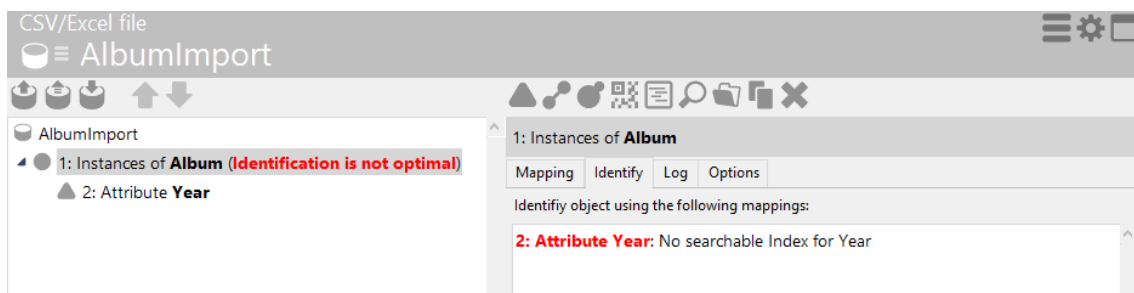 CSV/Excel file
AlbumImport
AlbumImport
1: Instances of Album (Identification is not optimal)
2: Attribute Year
1: Instances of Album
Mapping Identify Log Options
Identifiy object using the following mappings:
2: Attribute Year: No searchable Index for Year